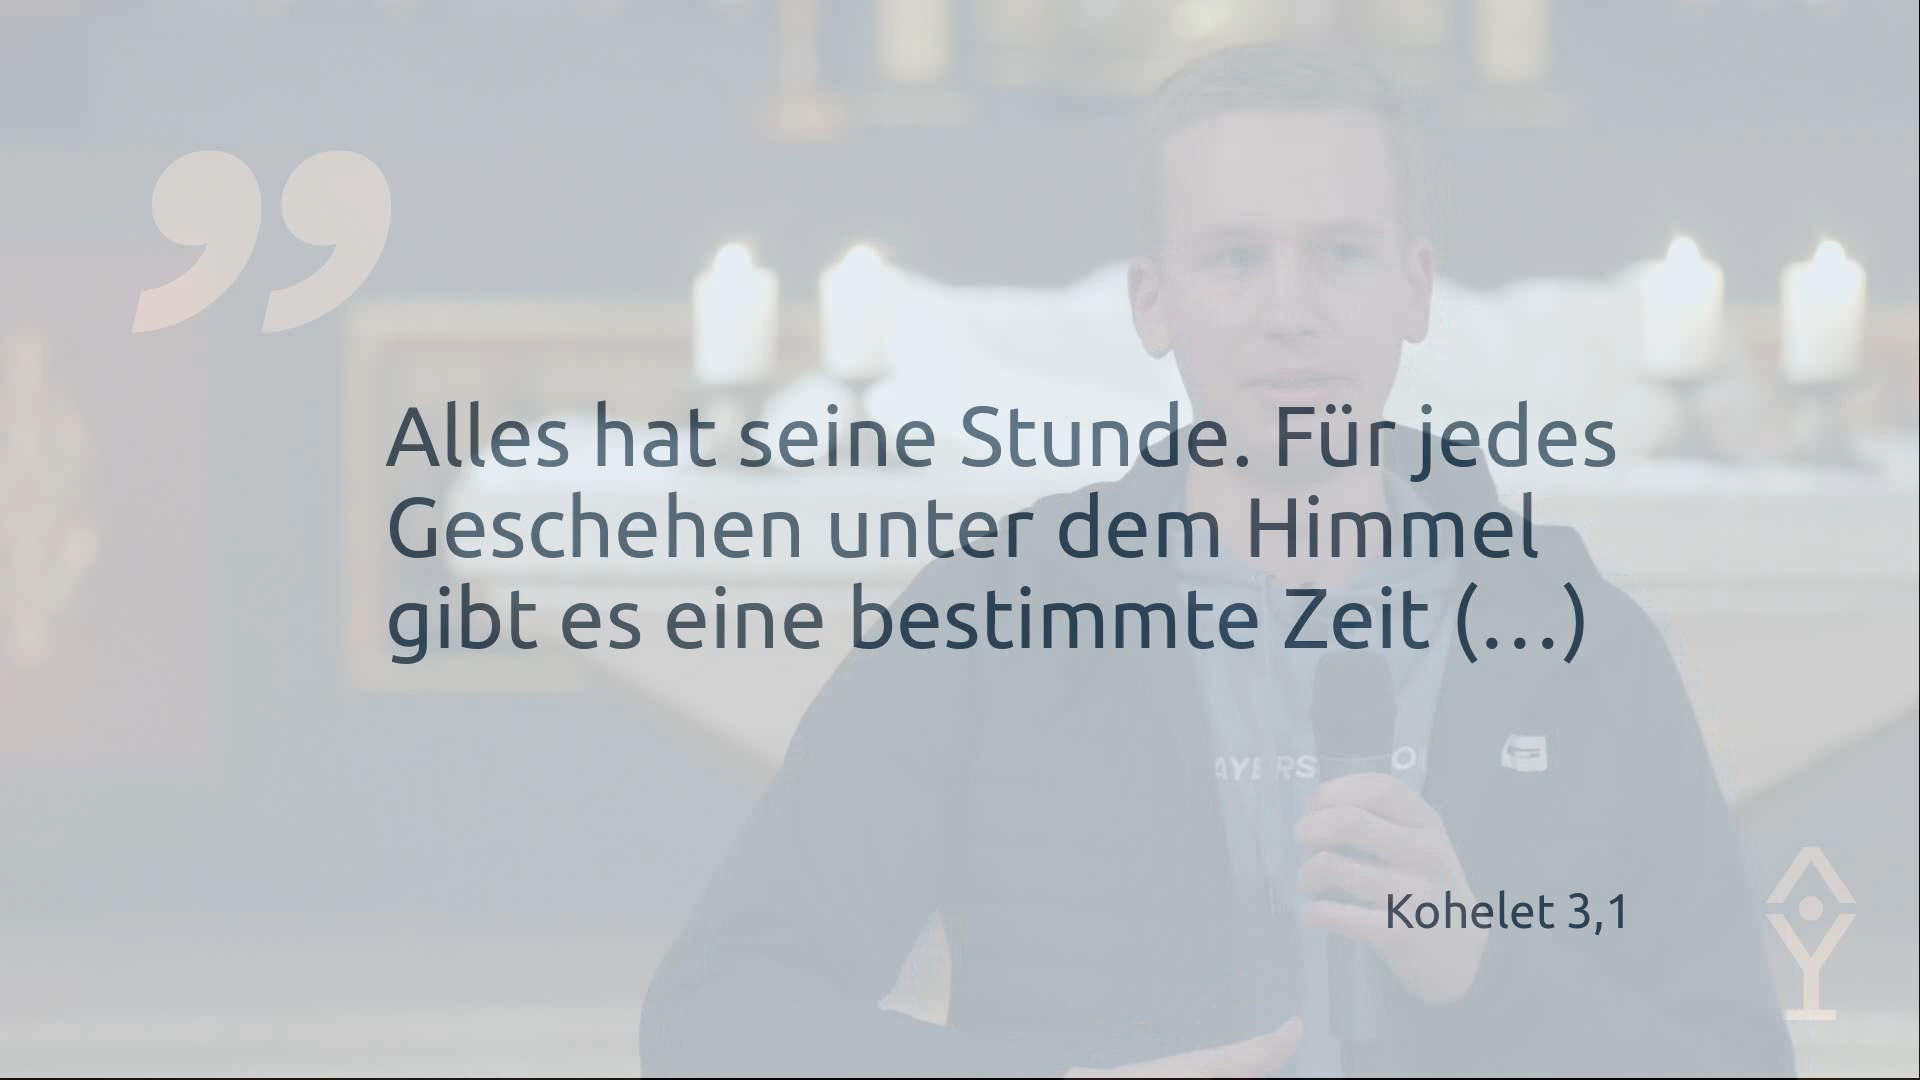 ”
Alles hat seine Stunde. Für jedes
Geschehen unter dem Himmel
gibt es eine bestimmte Zeit (…)
Kohelet 3,1